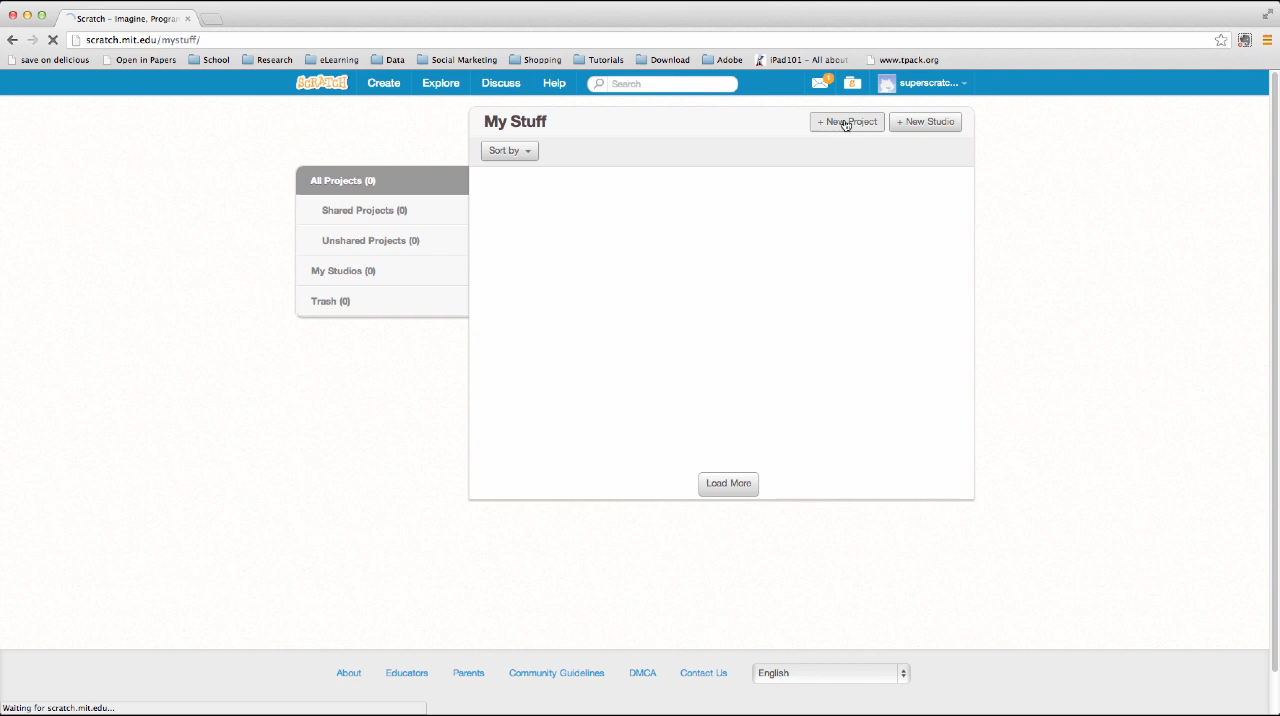 Scratch – Imagine, Progran
scratch.mit.edu/mystuff/
save on delicious Open in Papers School Research eLearning Data Social Marketing Shopping Tutorials Download Adobe iPad101 – All about www.tpack.org
SCRATCH Create Explore Discuss Help Search 1 S superscratc...
My Stuff + New Project + New Studio
Sort by
All Projects (0)
Shared Projects (0)
Unshared Projects (0)
My Studios (0)
Trash (0)
Load More
About Educators Parents Community Guidelines DMCA Contact Us English
Waiting for scratch.mit.edu...